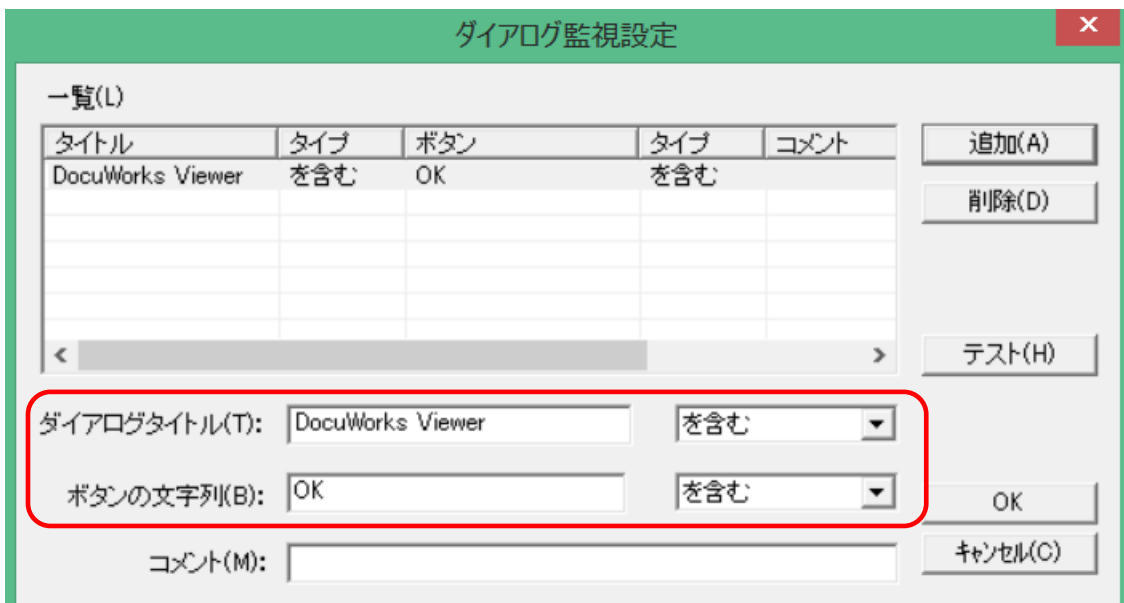 ダイアログ監視設定
一覧(L)
タイトル タイプ ボタン タイプ コメント
DocuWorks Viewer を含む OK を含む
追加(A)
削除(D)
テスト(H)
ダイアログタイトル(T): DocuWorks Viewer を含む
ボタンの文字列(B): OK を含む
OK
コメント(M):
キャンセル(C)